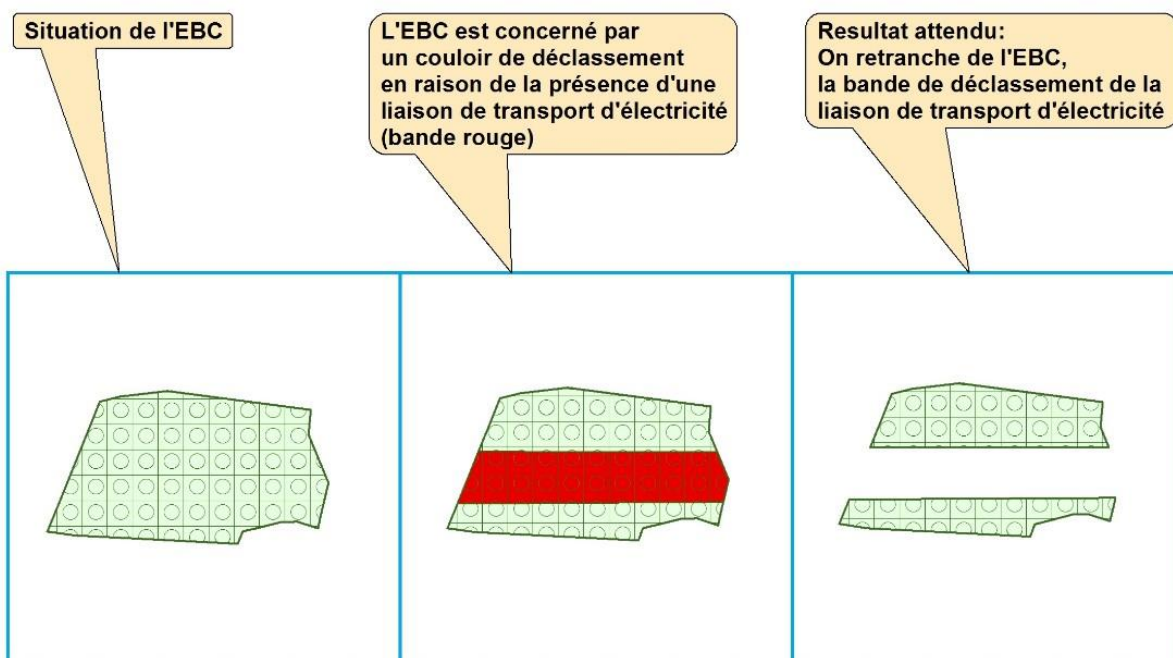 Situation de l'EBC
L'EBC est concerné par
un couloir de déclassement
en raison de la présence d'une
liaison de transport d'électricité
(bande rouge)
Resultat attendu:
On retranche de l'EBC,
la bande de déclassement de la
liaison de transport d'électricité